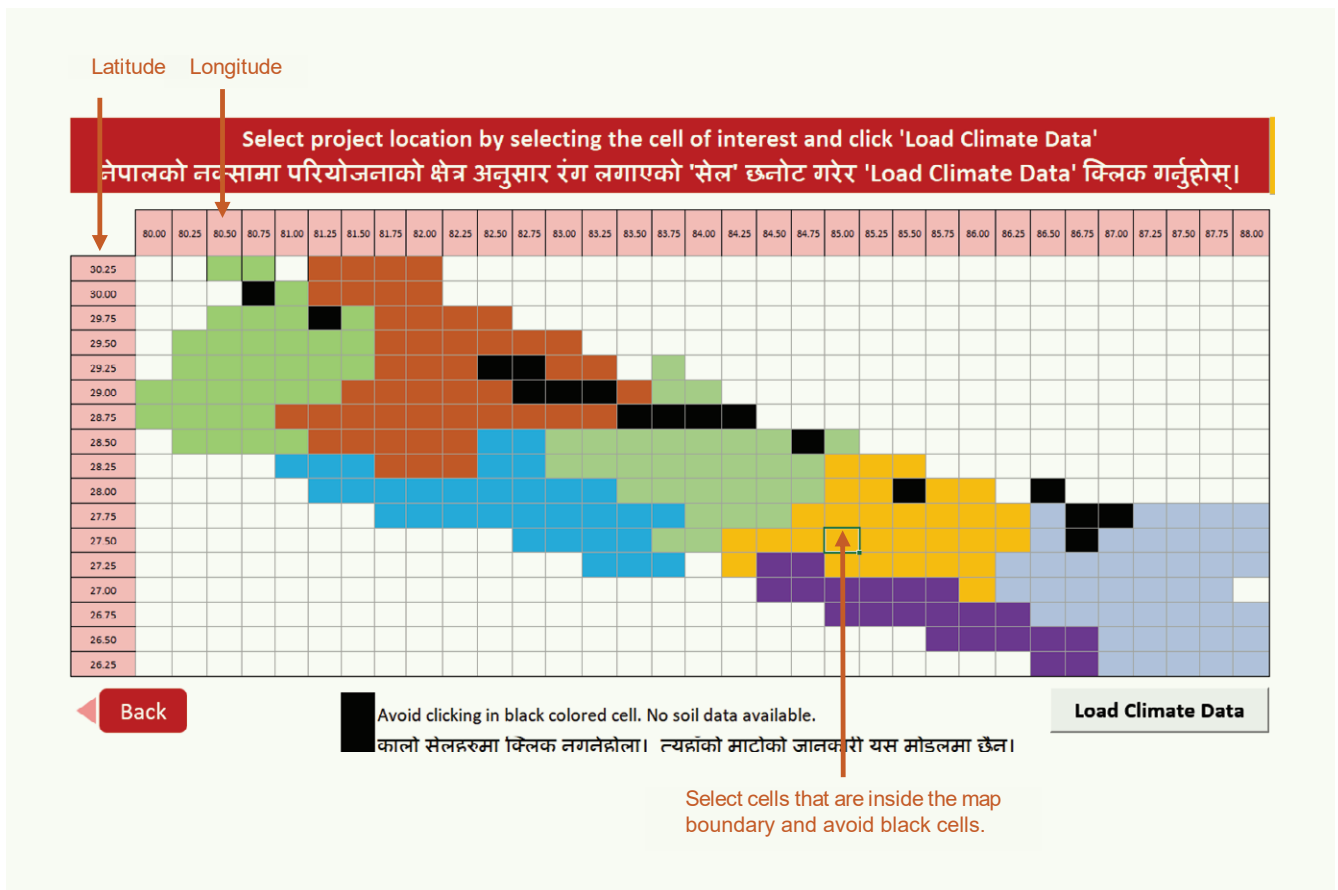 Latitude Longitude
Select project location by selecting the cell of interest and click 'Load Climate Data'
नेपालको नक्सामा परियोजनाको क्षेत्र अनुसार रंग लगाएको 'सेल' छनोट गरेर 'Load Climate Data' क्लिक गर्नुहोस्।
80.00 80.25 80.50 80.75 81.00 81.25 81.50 81.75 82.00 82.25 82.50 82.75 83.00 83.25 83.50 83.75 84.00 84.25 84.50 84.75 85.00 85.25 85.50 85.75 86.00 86.25 86.50 86.75 87.00 87.25 87.50 87.75 88.00
30.25
30.00
29.75
29.50
29.25
29.00
28.75
28.50
28.25
28.00
27.75
27.50
27.25
27.00
26.75
26.50
26.25
Back
Avoid clicking in black colored cell. No soil data available.
कालो सेलहरुमा क्लिक नगर्नुहोला। त्यहाँको माटोको जानकारी यस मोडलमा छैन।
Load Climate Data
Select cells that are inside the map
boundary and avoid black cells.